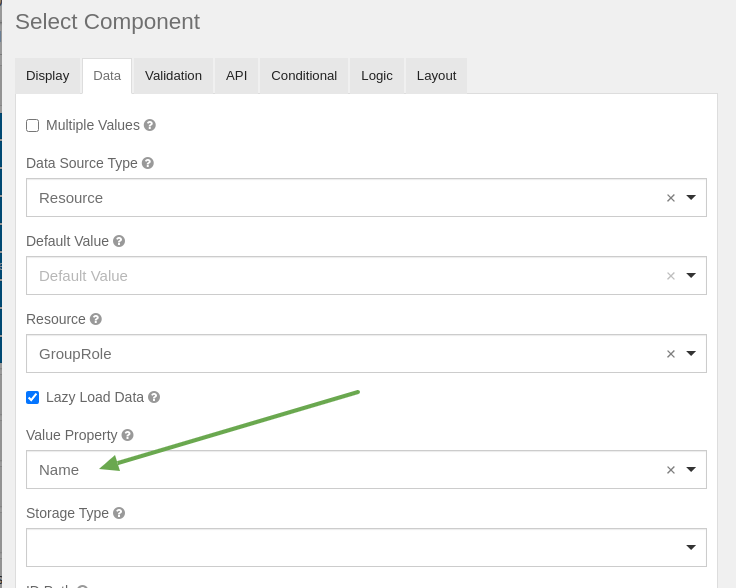 Select Component
Display Data Validation API Conditional Logic Layout
Multiple Values
Data Source Type
Resource
Default Value
Default Value
Resource
GroupRole
Lazy Load Data
Value Property
Name
Storage Type